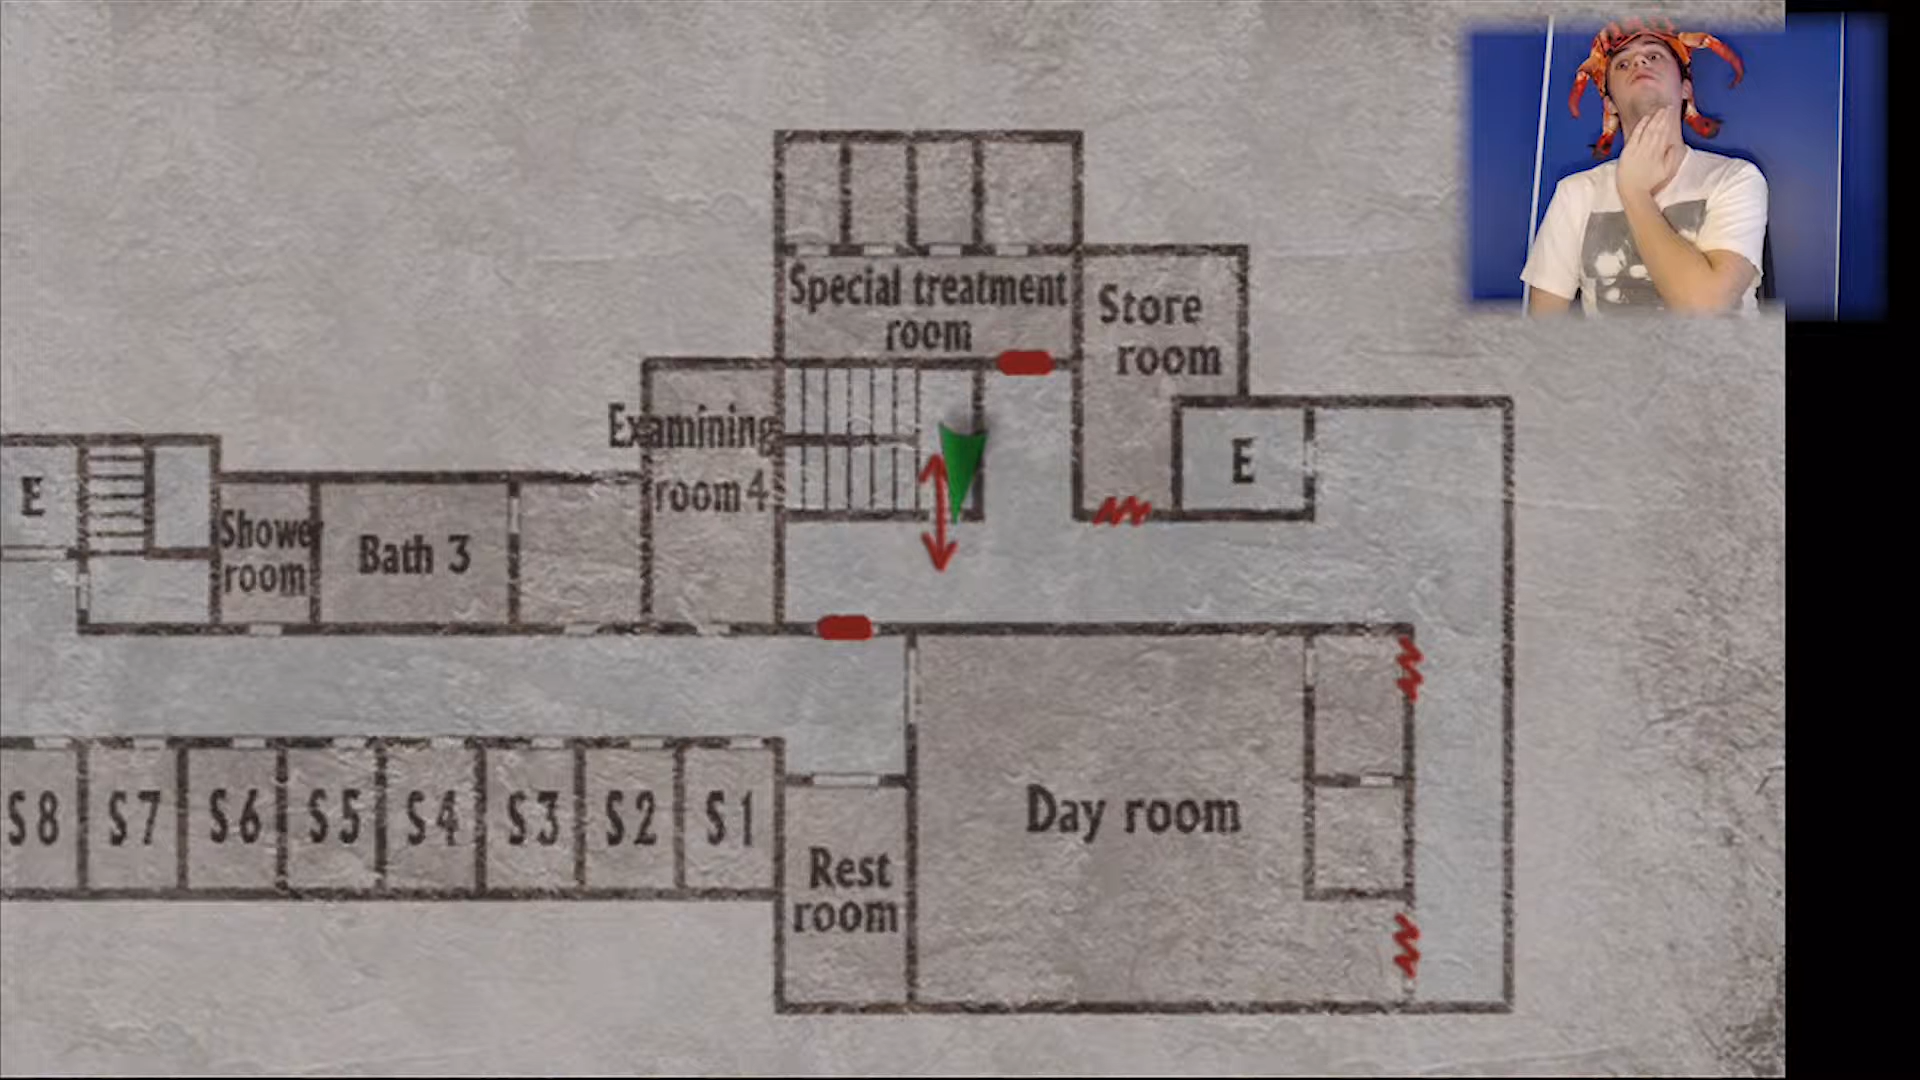 Special treatment
room
Store
room
Examining
room 4
E
E
Shower
room
Bath 3
S8
S7
S6
S5
S4
S3
S2
S1
Day room
Rest
room